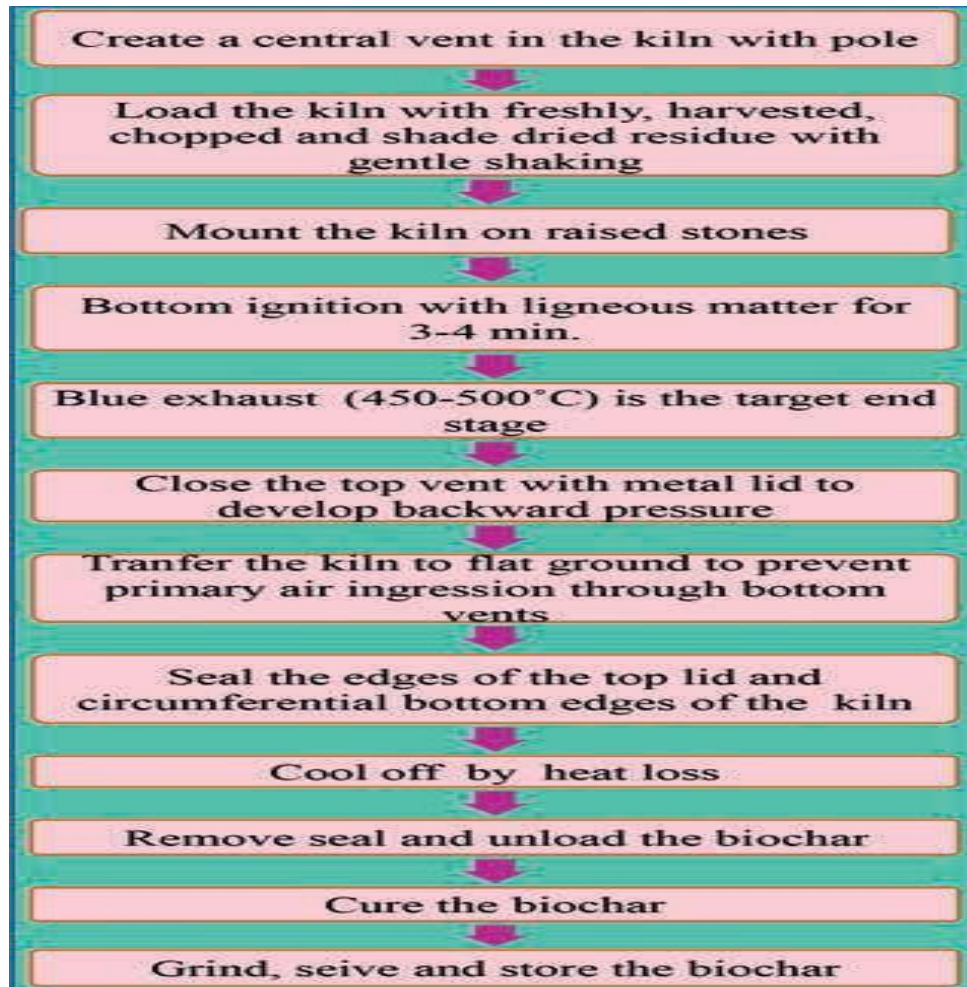 Create a central vent in the kiln with pole
Load the kiln with freshly, harvested,
chopped and shade dried residue with
gentle shaking
Mount the kiln on raised stones
Bottom ignition with ligneous matter for
3-4 min.
Blue exhaust (450-500˚C) is the target end
stage
Close the top vent with metal lid to
develop backward pressure
Tranfer the kiln to flat ground to prevent
primary air ingression through bottom
vents
Seal the edges of the top lid and
circumferential bottom edges of the kiln
Cool off by heat loss
Remove seal and unload the biochar
Cure the biochar
Grind, seive and store the biochar